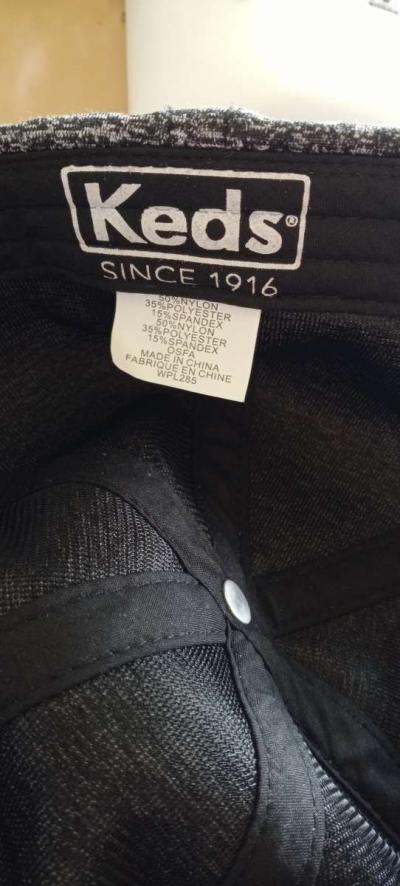 Keds®
SINCE 1916
50%NYLON
35%POLYESTER
15%SPANDEX
50%NYLON
35%POLYESTER
15%SPANDEX
OSFA
MADE IN CHINA
FABRIQUE EN CHINE
WPL285